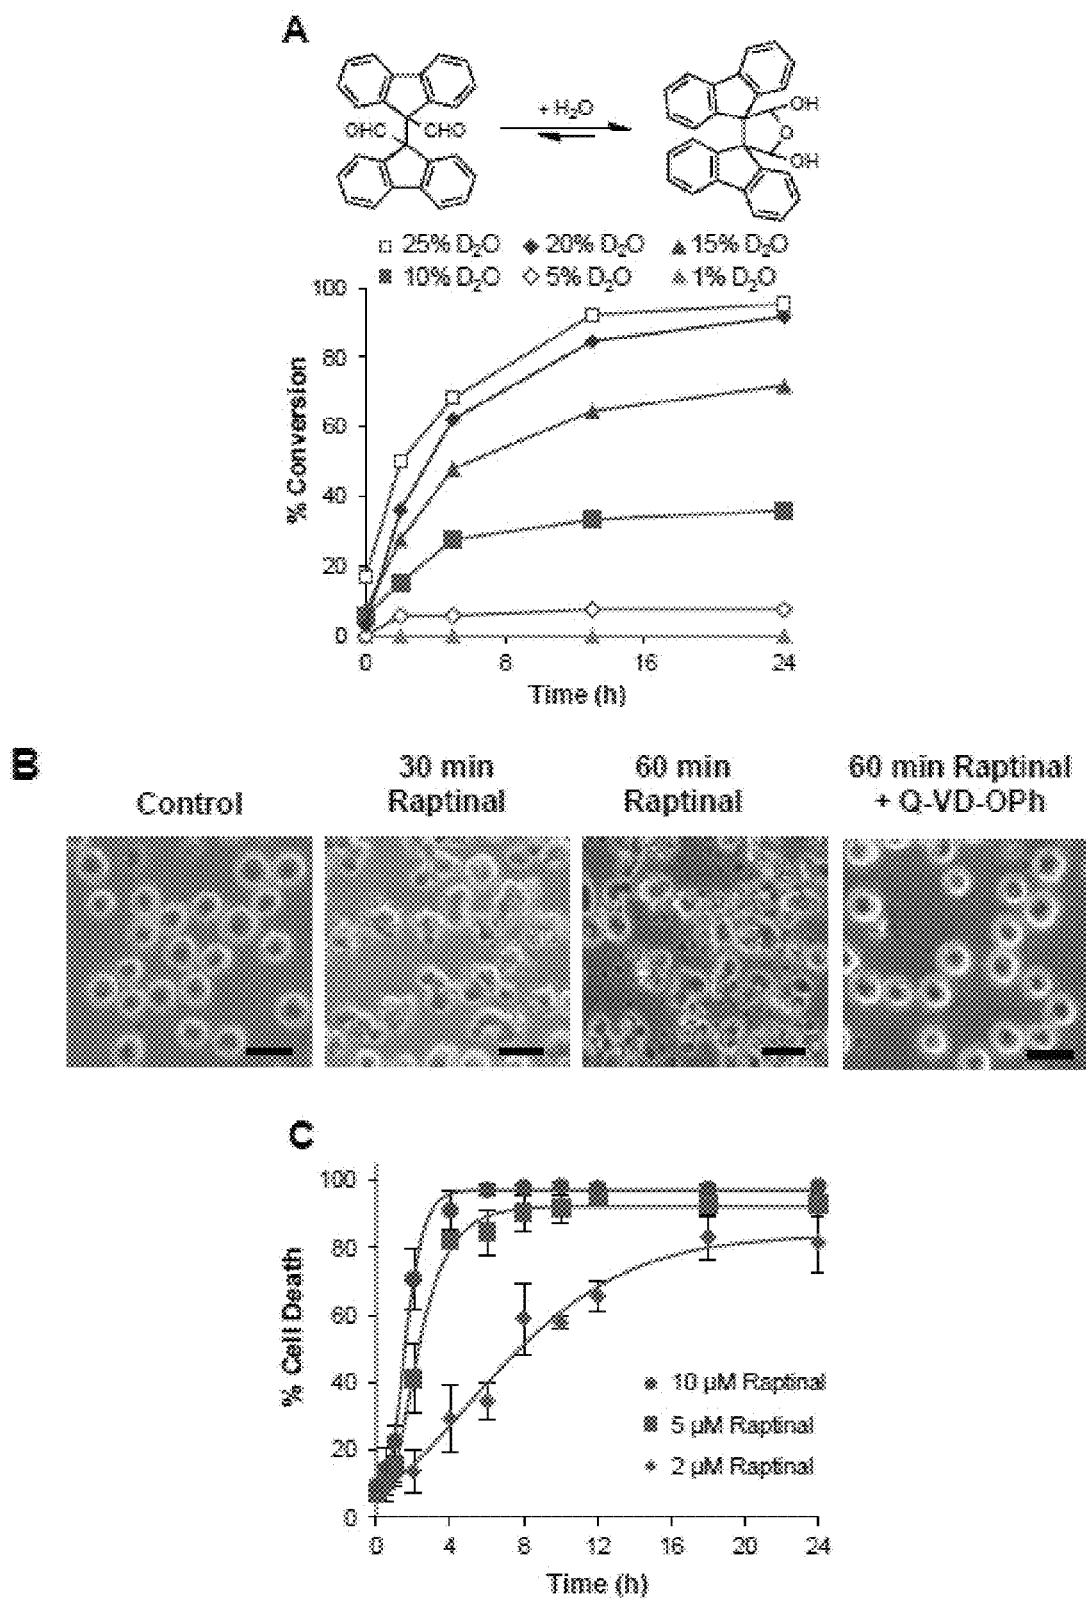 A
OHC CHO
+ H₂O
OH
O
OH
25% D₂O 20% D₂O 15% D₂O
10% D₂O 5% D₂O 1% D₂O
100
80
60
40
20
0
% Conversion
0 8 16 24
Time (h)
B
Control
30 min
Raptinal
60 min
Raptinal
60 min Raptinal
+ Q-VD-OPh
C
100
80
60
40
20
0
% Cell Death
10 µM Raptinal
5 µM Raptinal
2 µM Raptinal
0 4 8 12 16 20 24
Time (h)